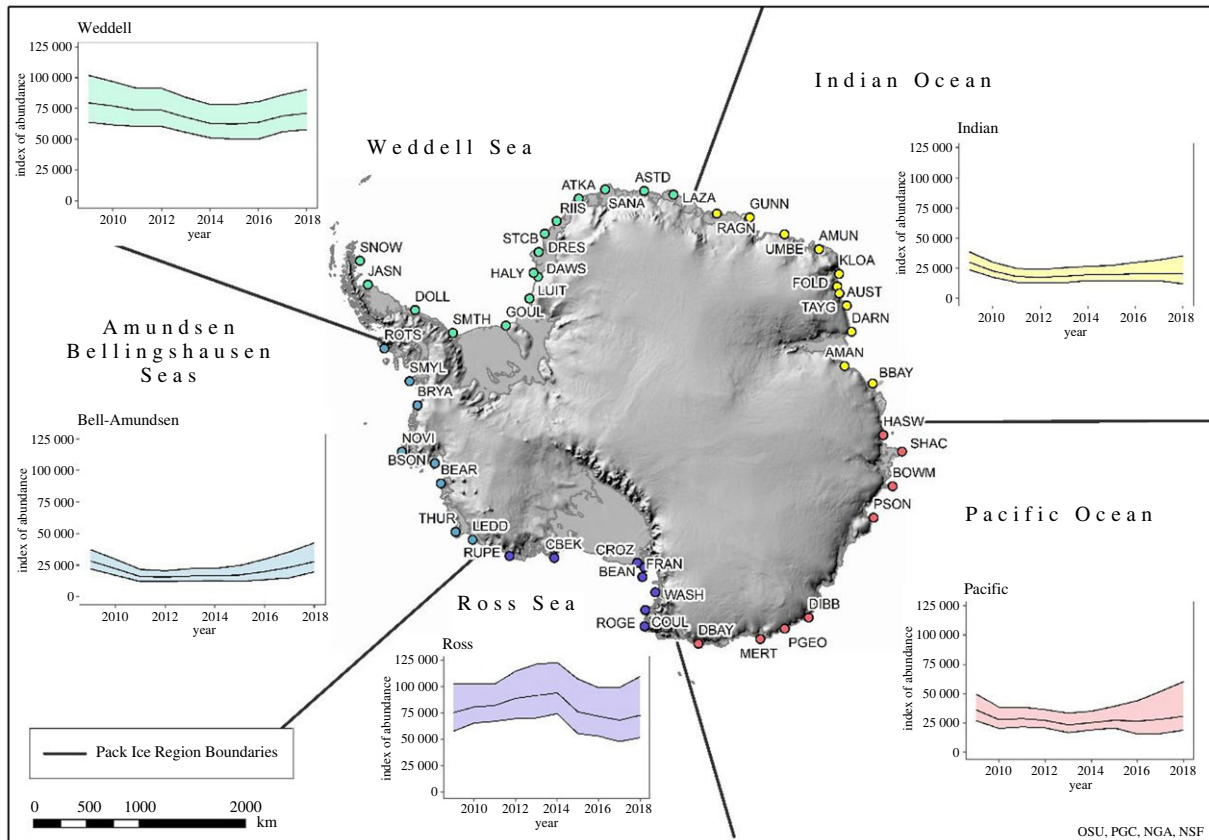 Weddell
125 000
100 000
75 000
50 000
25 000
0
index of abundance
2010 2012 2014 2016 2018
year
Weddell Sea
Indian Ocean
Indian
125 000
100 000
75 000
50 000
25 000
0
index of abundance
2010 2012 2014 2016 2018
year
Amundsen
Bellingshausen
Seas
Bell-Amundsen
125 000
100 000
75 000
50 000
25 000
0
index of abundance
2010 2012 2014 2016 2018
year
ATKA
ASTD
SANA
LAZA
RIIS
RAGN
GUNN
STCB
DRES
UMBE
AMUN
SNOW
JASN
HALY
DAWS
LUIT
KLOA
FOLD
AUST
TAYG
DOLL
SMTH
GOUL
DARN
ROTS
SMYL
BRYA
AMAN
BBAY
NOVI
BSON
BEAR
HASW
SHAC
BOWM
PSON
THUR
LEDD
RUPE
CBEK
CROZ
FRAN
BEAN
WASH
ROGE
COUL
DBAY
MERT
PGEO
DIBB
Pacific Ocean
Pacific
125 000
100 000
75 000
50 000
25 000
0
index of abundance
2010 2012 2014 2016 2018
year
Ross Sea
Ross
125 000
100 000
75 000
50 000
25 000
0
index of abundance
2010 2012 2014 2016 2018
year
Pack Ice Region Boundaries
0 500 1000 2000
km
OSU, PGC, NGA, NSF